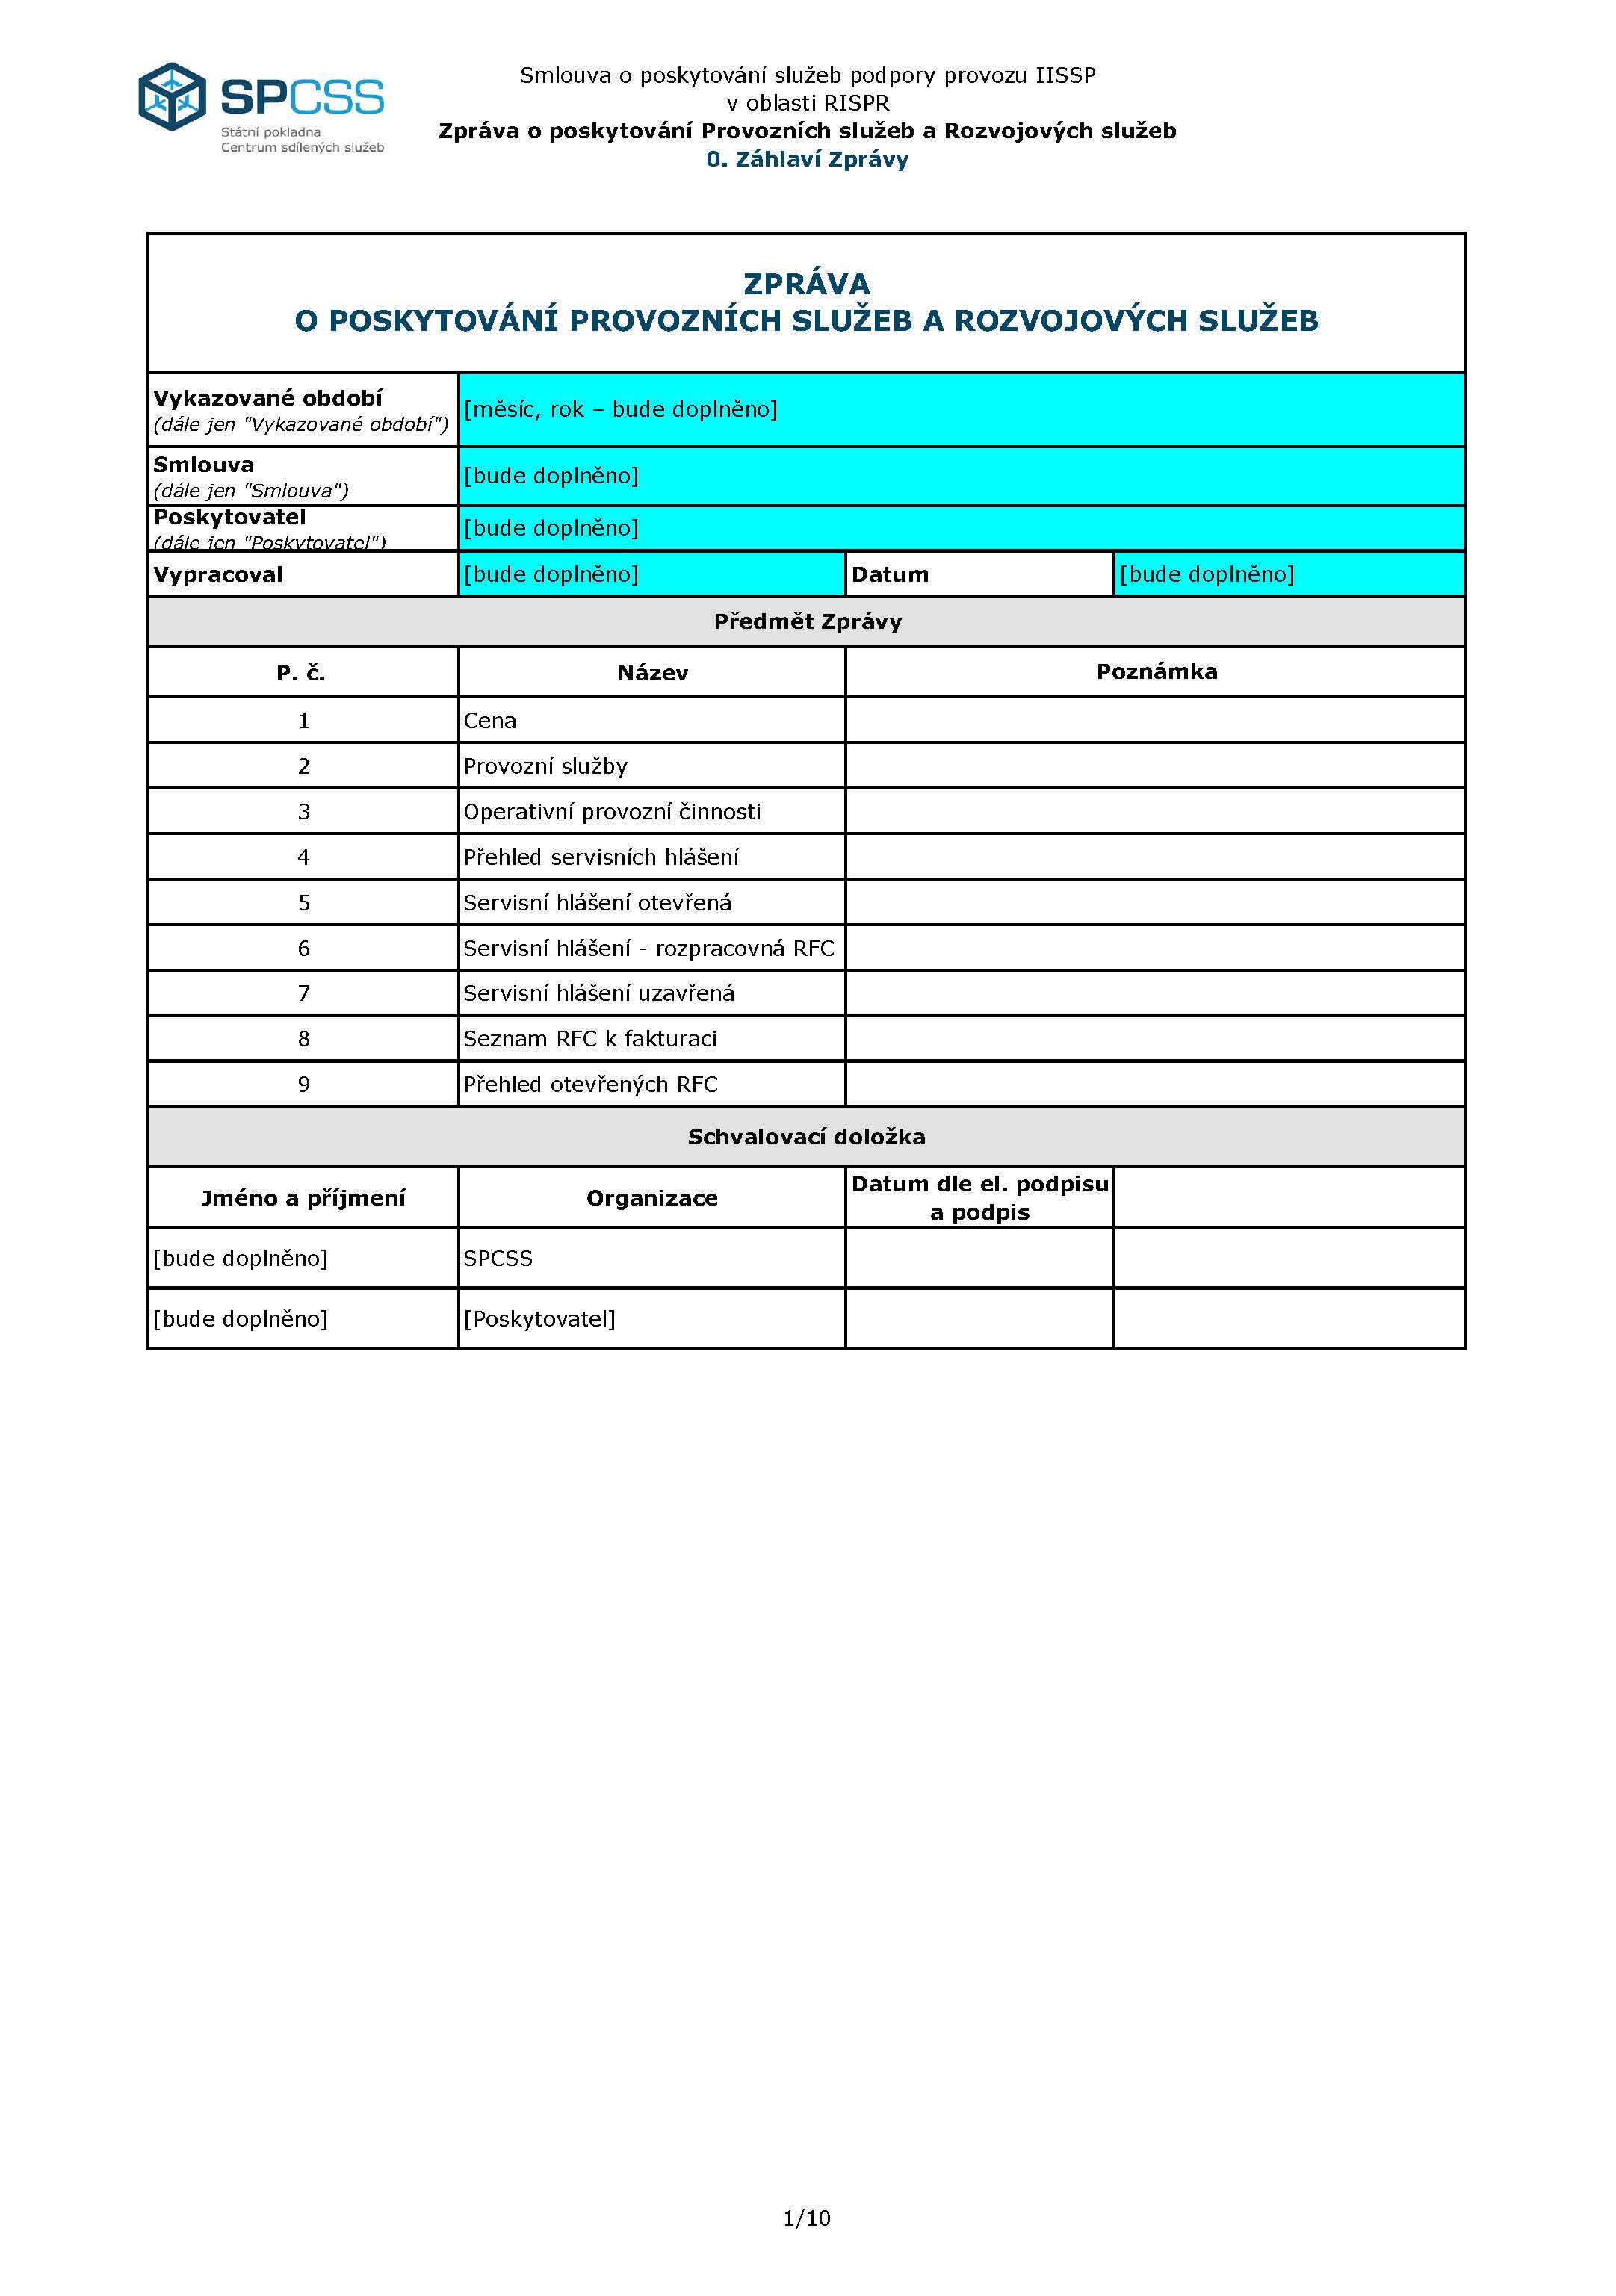 SPCSS
Státní pokladna
Centrum sdílených služeb
Smlouva o poskytování služeb podpory provozu IISSP
v oblasti RISPR
Zpráva o poskytování Provozních služeb a Rozvojových služeb
0. Záhlaví Zprávy
ZPRÁVA
O POSKYTOVÁNÍ PROVOZNÍCH SLUŽEB A ROZVOJOVÝCH SLUŽEB
Vykazované období
(dále jen "Vykazované období")
[měsíc, rok – bude doplněno]
Smlouva
(dále jen "Smlouva")
[bude doplněno]
Poskytovatel
(dále jen "Poskytovatel")
[bude doplněno]
Vypracoval [bude doplněno] Datum [bude doplněno]
Předmět Zprávy
P. č. Název Poznámka
1 Cena
2 Provozní služby
3 Operativní provozní činnosti
4 Přehled servisních hlášení
5 Servisní hlášení otevřená
6 Servisní hlášení - rozpracovná RFC
7 Servisní hlášení uzavřená
8 Seznam RFC k fakturaci
9 Přehled otevřených RFC
Schvalovací doložka
Jméno a příjmení Organizace Datum dle el. podpisu
a podpis
[bude doplněno] SPCSS
[bude doplněno] [Poskytovatel]
1/10